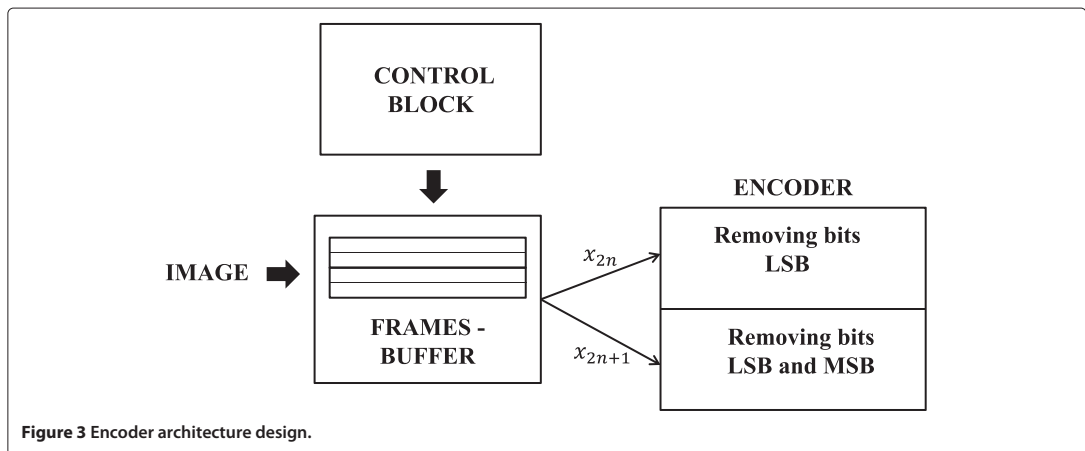 CONTROL
BLOCK
ENCODER
IMAGE
FRAMES -
BUFFER
x_{2n}
x_{2n+1}
Removing bits
LSB
Removing bits
LSB and MSB
Figure 3 Encoder architecture design.